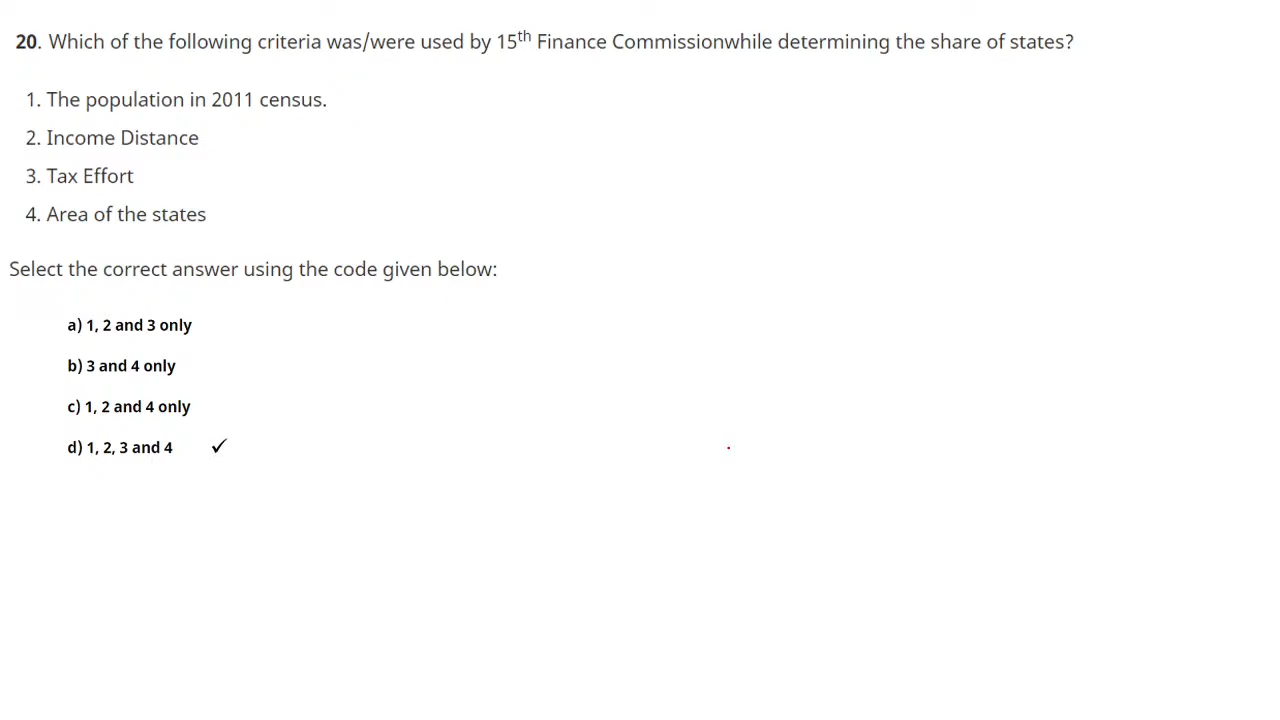 20. Which of the following criteria was/were used by 15th Finance Commissionwhile determining the share of states?
1. The population in 2011 census.
2. Income Distance
3. Tax Effort
4. Area of the states
Select the correct answer using the code given below:
a) 1, 2 and 3 only
b) 3 and 4 only
c) 1, 2 and 4 only
d) 1, 2, 3 and 4 ✓